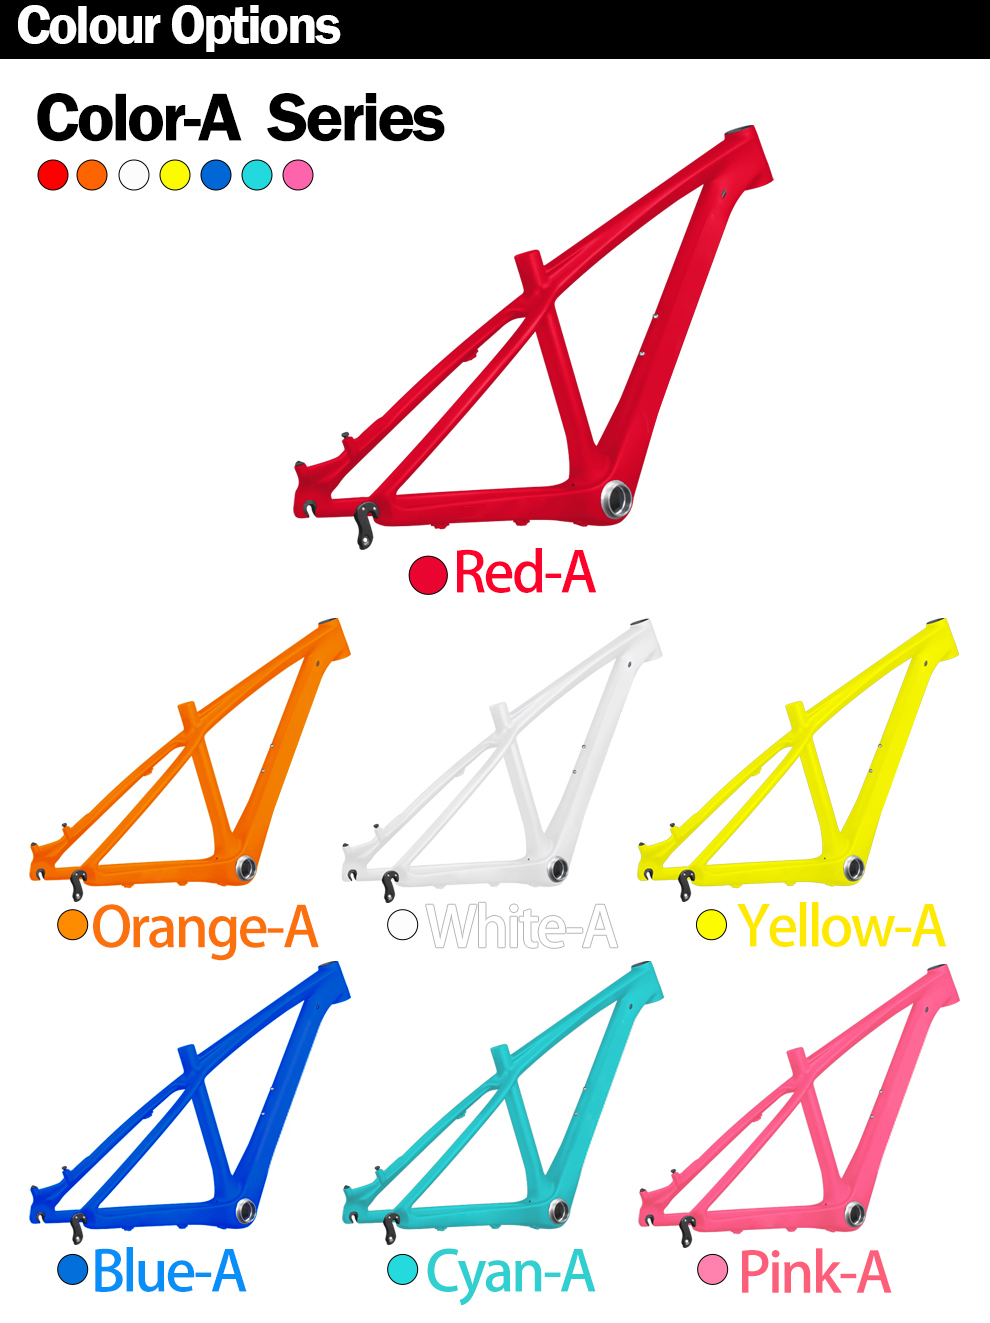 Colour Options
Color-A Series
Red-A
Orange-A
White-A
Yellow-A
Blue-A
Cyan-A
Pink-A